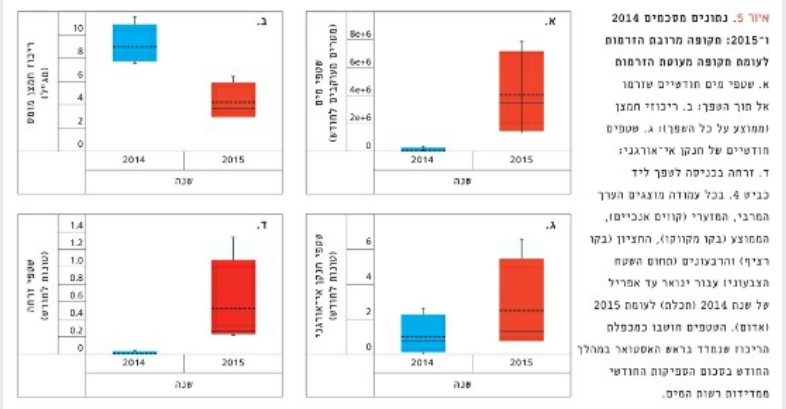 איור 5. נתונים מסכמים 2014
ו־2015: תקופה מרובת הזרמות
לעומת תקופה מעוטת הזרמות
א. שטפי מים חודשיים שזרמו
אל תוך השפך; ב. ריכוזי חמצן
(ממוצע על כל השפך); ג. שטפים
חודשיים של חנקן אי־אורגני;
ד. זרחה בכניסה לשפך ליד
כביש 4. בכל עמודה מוצגים הערך
המרבי, המזערי (קווים אנכיים),
הממוצע (בקו מקווקו), החציון (בקו
רציף) והרבעונים (תחום השטח
הצבעוני) עבור ינואר עד אפריל
של שנת 2014 (תכלת) לעומת 2015
(אדום). השטפים חושבו כמכפלת
הריכוז שנמדד בראש האסטואר במהלך
החודש בסכום הספיקות החודשי
ממדידות רשות המים.
א.
שטפי מים
(מטרים מעוקבים לחודש)
8e+6
6e+6
4e+6
2e+6
0
2014
2015
שנה
ב.
ריכוז חמצן מומס
(מג״ל)
10
8
6
4
2
0
2014
2015
שנה
ג.
שטפי חנקן אי־אורגני
(טונות לחודש)
6
4
2
0
2014
2015
שנה
ד.
שטפי זרחה
(טונות לחודש)
1.4
1.2
1.0
0.8
0.6
0.4
0.2
0
2014
2015
שנה